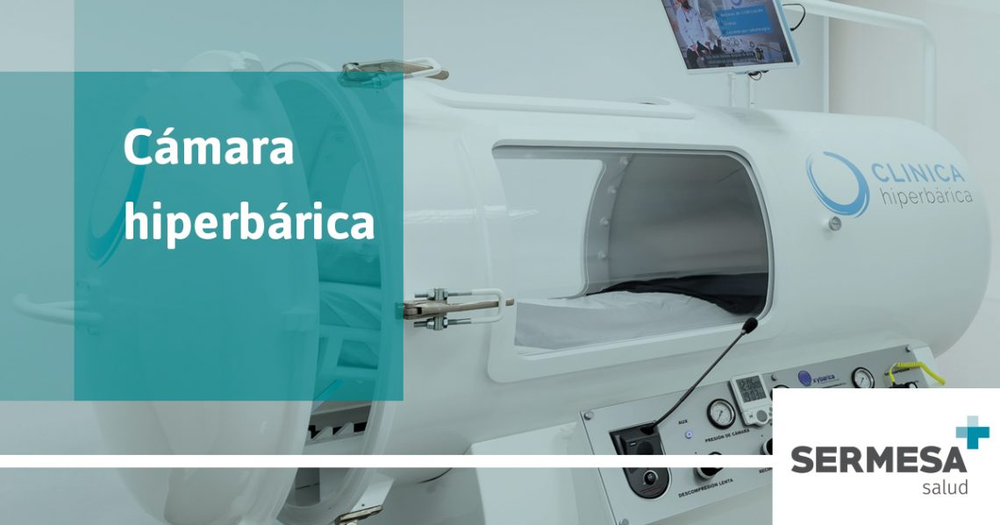 Cámara
hiperbárica
CLINICA
hiperbárica
AUX
PRESIÓN DE CÁMARA
DESCOMPRESIÓN LENTA
SERMESA
salud